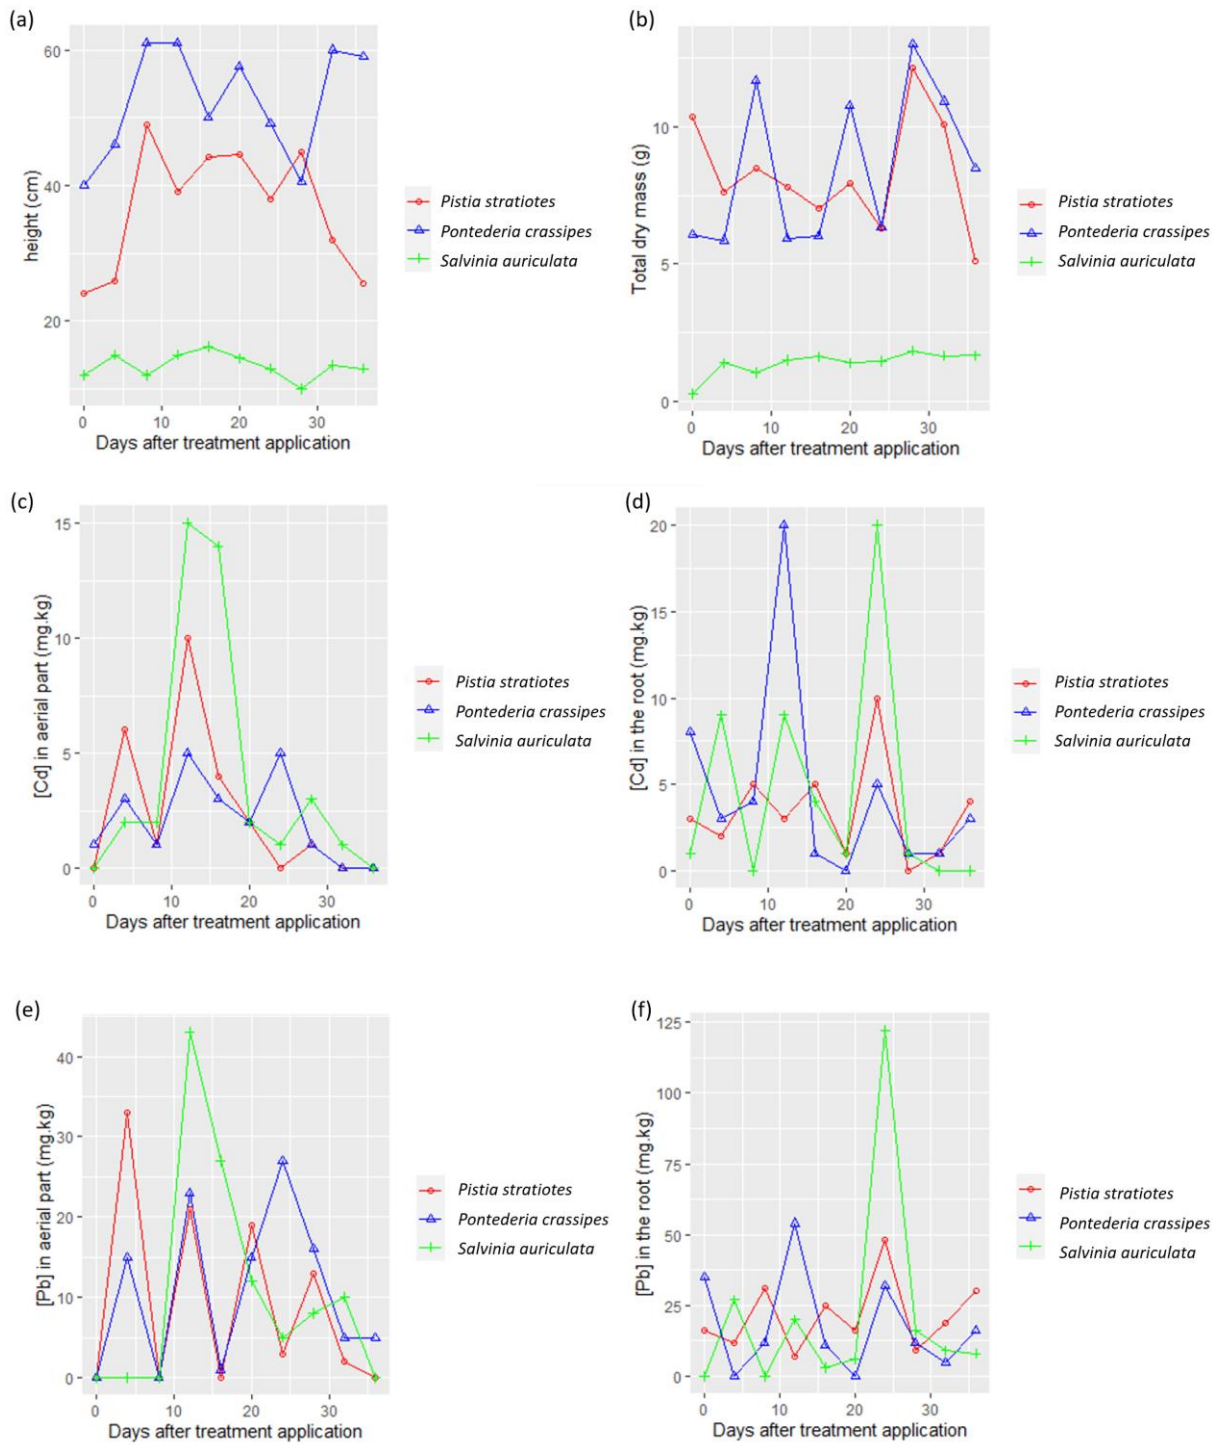 (a)
60
40
20
height (cm)
0 10 20 30
Days after treatment application
Pistia stratiotes
Pontederia crassipes
Salvinia auriculata
(b)
10
5
0
Total dry mass (g)
0 10 20 30
Days after treatment application
Pistia stratiotes
Pontederia crassipes
Salvinia auriculata
(c)
15
10
5
0
[Cd] in aerial part (mg.kg)
0 10 20 30
Days after treatment application
Pistia stratiotes
Pontederia crassipes
Salvinia auriculata
(d)
20
15
10
5
0
[Cd] in the root (mg.kg)
0 10 20 30
Days after treatment application
Pistia stratiotes
Pontederia crassipes
Salvinia auriculata
(e)
40
30
20
10
0
[Pb] in aerial part (mg.kg)
0 10 20 30
Days after treatment application
Pistia stratiotes
Pontederia crassipes
Salvinia auriculata
(f)
125
100
75
50
25
0
[Pb] in the root (mg.kg)
0 10 20 30
Days after treatment application
Pistia stratiotes
Pontederia crassipes
Salvinia auriculata